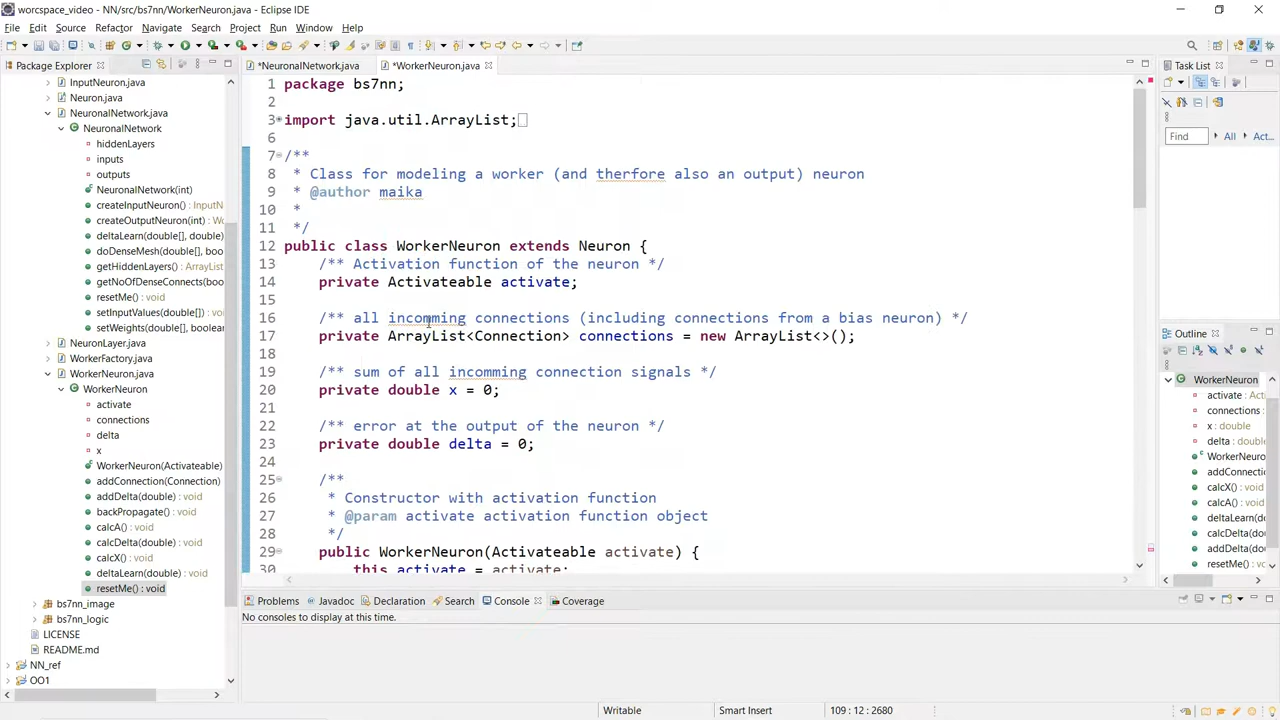 worcspace_video - NN/src/bs7nn/WorkerNeuron.java - Eclipse IDE
File Edit Source Refactor Navigate Search Project Run Window Help
Package Explorer
InputNeuron.java
Neuron.java
NeuronalNetwork.java
NeuronalNetwork
hiddenLayers
inputs
outputs
NeuronalNetwork(int)
createInputNeuron() : InputN
createOutputNeuron(int) : Wo
deltaLearn(double[], double)
doDenseMesh(double[], boo
getHiddenLayers() : ArrayList
getNoOfDenseConnects(boo
resetMe() : void
setInputValues(double[]) : voi
setWeights(double[], boolean
NeuronLayer.java
WorkerFactory.java
WorkerNeuron.java
WorkerNeuron
activate
connections
delta
x
WorkerNeuron(Activateable)
addConnection(Connection)
addDelta(double) : void
backPropagate() : void
calcA() : void
calcDelta(double) : void
calcX() : void
deltaLearn(double) : void
resetMe() : void
bs7nn_image
bs7nn_logic
LICENSE
README.md
NN_ref
OO1
*NeuronalNetwork.java *WorkerNeuron.java
1 package bs7nn;
2
3 import java.util.ArrayList;
6
7 /**
8 * Class for modeling a worker (and therfore also an output) neuron
9 * @author maika
10 *
11 */
12 public class WorkerNeuron extends Neuron {
13 /** Activation function of the neuron */
14 private Activateable activate;
15
16 /** all incomming connections (including connections from a bias neuron) */
17 private ArrayList<Connection> connections = new ArrayList<>();
18
19 /** sum of all incomming connection signals */
20 private double x = 0;
21
22 /** error at the output of the neuron */
23 private double delta = 0;
24
25 /**
26 * Constructor with activation function
27 * @param activate activation function object
28 */
29 public WorkerNeuron(Activateable activate) {
30 this.activate = activate;
Task List
Find All Act...
Outline
WorkerNeuron
activate : Act
connections :
x : double
delta : double
WorkerNeuro
addConnectio
calcX() : void
calcA() : void
deltaLearn(dou
calcDelta(doub
addDelta(doub
resetMe() : voi
Problems Javadoc Declaration Search Console Coverage
No consoles to display at this time.
Writable Smart Insert 109 : 12 : 2680